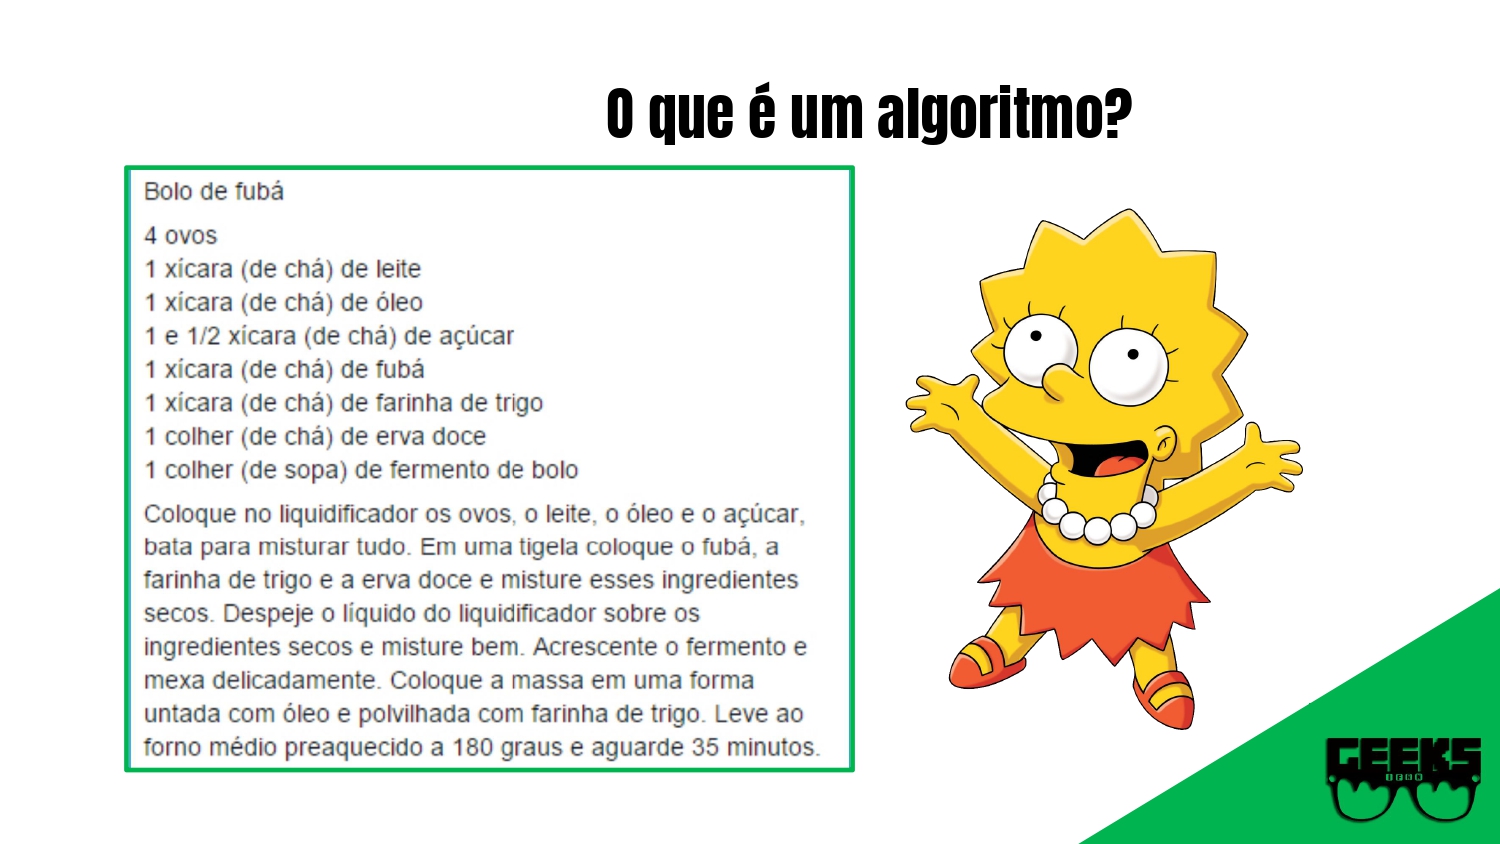 O que é um algoritmo?
Bolo de fubá
4 ovos
1 xícara (de chá) de leite
1 xícara (de chá) de óleo
1 e 1/2 xícara (de chá) de açúcar
1 xícara (de chá) de fubá
1 xícara (de chá) de farinha de trigo
1 colher (de chá) de erva doce
1 colher (de sopa) de fermento de bolo
Coloque no liquidificador os ovos, o leite, o óleo e o açúcar,
bata para misturar tudo. Em uma tigela coloque o fubá, a
farinha de trigo e a erva doce e misture esses ingredientes
secos. Despeje o líquido do liquidificador sobre os
ingredientes secos e misture bem. Acrescente o fermento e
mexa delicadamente. Coloque a massa em uma forma
untada com óleo e polvilhada com farinha de trigo. Leve ao
forno médio preaquecido a 180 graus e aguarde 35 minutos.
GEEKS